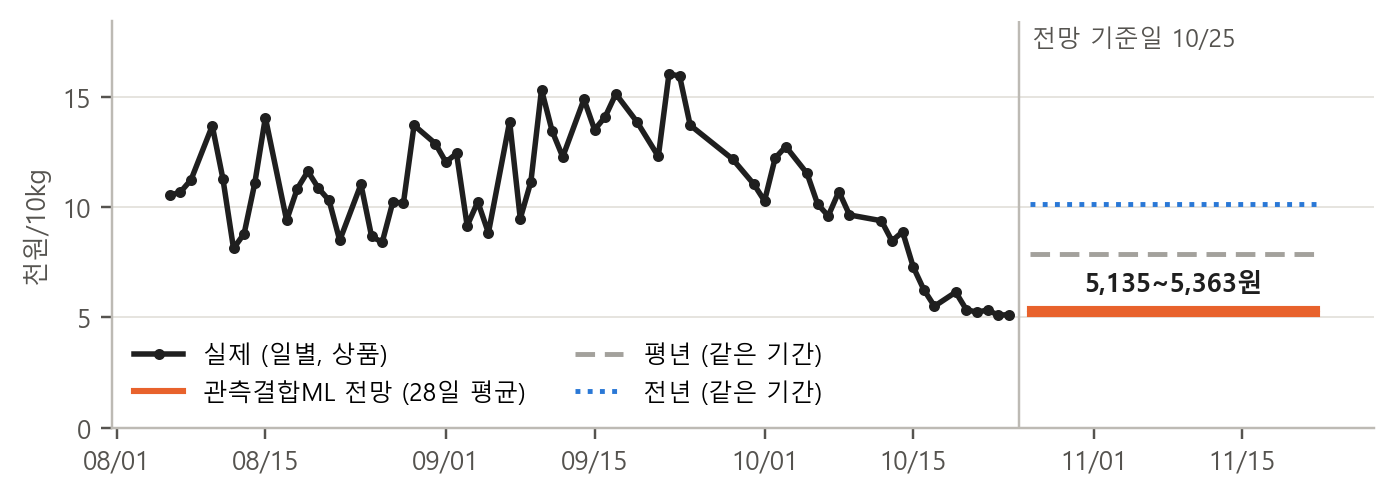 전망 기준일 10/25
천원/10kg
15
10
5
0
5,135~5,363원
실제 (일별, 상품)
관측결합ML 전망 (28일 평균)
평년 (같은 기간)
전년 (같은 기간)
08/01 08/15 09/01 09/15 10/01 10/15 11/01 11/15